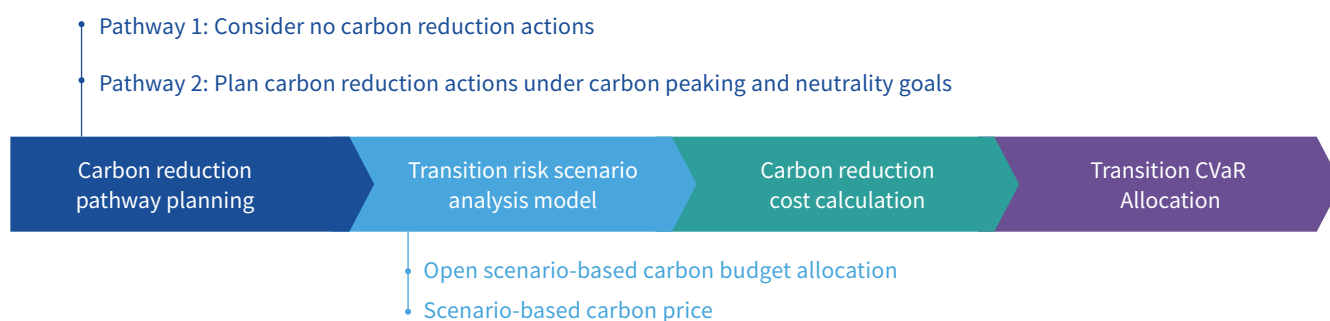 Pathway 1: Consider no carbon reduction actions
Pathway 2: Plan carbon reduction actions under carbon peaking and neutrality goals
Carbon reduction
pathway planning
Transition risk scenario
analysis model
Carbon reduction
cost calculation
Transition CVaR
Allocation
Open scenario-based carbon budget allocation
Scenario-based carbon price